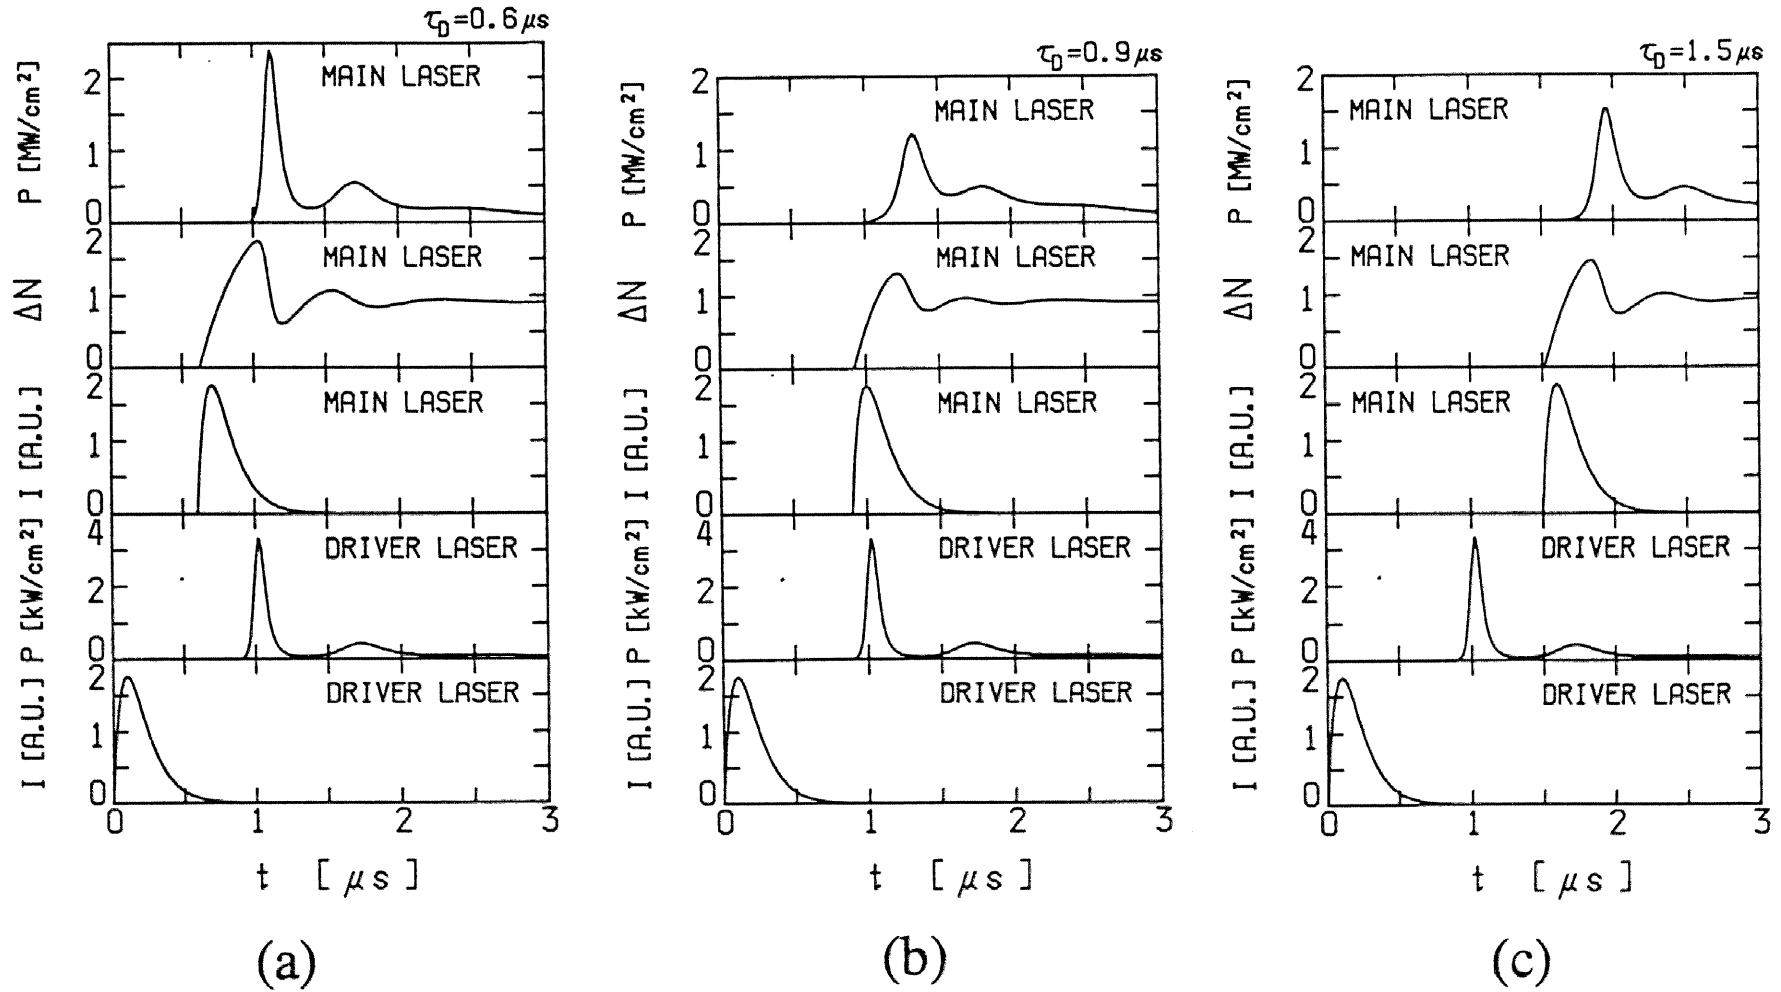 τD=0.6μs
P [MW/cm²]
2
1
0
MAIN LASER
ΔN
2
1
0
MAIN LASER
I [A.U.]
2
1
0
MAIN LASER
P [kW/cm²]
4
2
0
DRIVER LASER
I [A.U.]
2
1
0
DRIVER LASER
0 1 2 3
t [μs]
(a)
τD=0.9μs
P [MW/cm²]
2
1
0
MAIN LASER
ΔN
2
1
0
MAIN LASER
I [A.U.]
2
1
0
MAIN LASER
P [kW/cm²]
4
2
0
DRIVER LASER
I [A.U.]
2
1
0
DRIVER LASER
0 1 2 3
t [μs]
(b)
τD=1.5μs
P [MW/cm²]
2
1
0
MAIN LASER
ΔN
2
1
0
MAIN LASER
I [A.U.]
2
1
0
MAIN LASER
P [kW/cm²]
4
2
0
DRIVER LASER
I [A.U.]
2
1
0
DRIVER LASER
0 1 2 3
t [μs]
(c)